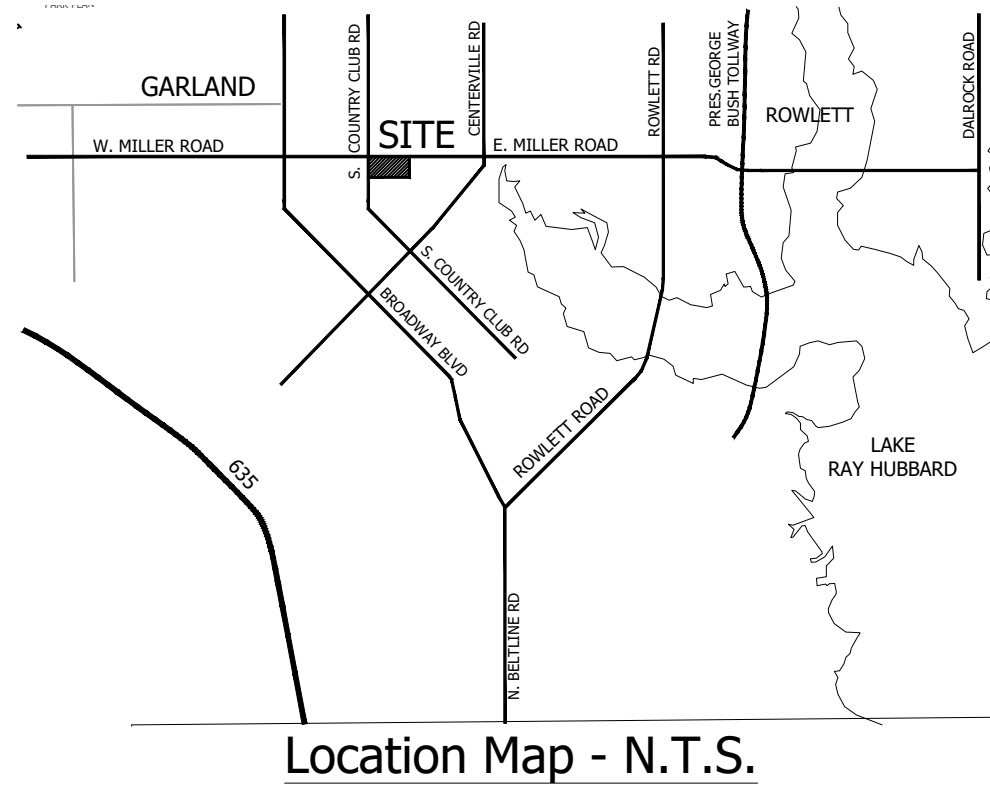 GARLAND
S. COUNTRY CLUB RD
CENTERVILLE RD
ROWLETT RD
PRES.GEORGE
BUSH TOLLWAY
DALROCK ROAD
ROWLETT
SITE
W. MILLER ROAD
E. MILLER ROAD
S. COUNTRY CLUB RD
BROADWAY BLVD
ROWLETT ROAD
635
LAKE
RAY HUBBARD
N. BELTLINE RD
Location Map - N.T.S.